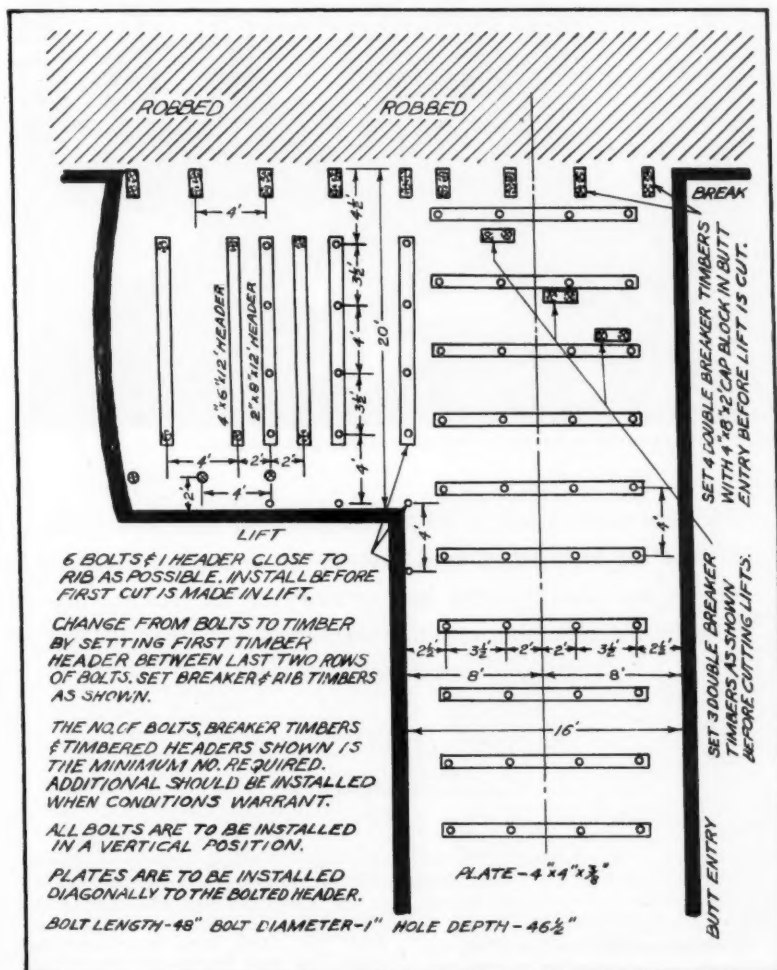 ROBBED ROBBED
BREAK
4'
4½'
3½'
4'
3½'
4'
20'
4"x6"x12' HEADER
2"x8"x12' HEADER
4' 2' 2'
2' 4'
LIFT
4'
4'
6 BOLTS & 1 HEADER CLOSE TO
RIB AS POSSIBLE. INSTALL BEFORE
FIRST CUT IS MADE IN LIFT.
CHANGE FROM BOLTS TO TIMBER
BY SETTING FIRST TIMBER
HEADER BETWEEN LAST TWO ROWS
OF BOLTS. SET BREAKER & RIB TIMBERS
AS SHOWN.
THE NO. OF BOLTS, BREAKER TIMBERS
& TIMBERED HEADERS SHOWN IS
THE MINIMUM NO. REQUIRED.
ADDITIONAL SHOULD BE INSTALLED
WHEN CONDITIONS WARRANT.
ALL BOLTS ARE TO BE INSTALLED
IN A VERTICAL POSITION.
PLATES ARE TO BE INSTALLED
DIAGONALLY TO THE BOLTED HEADER.
BOLT LENGTH-48" BOLT DIAMETER-1" HOLE DEPTH-46½"
2½' 3½' 2' 2' 3½' 2½'
8' 8'
16'
PLATE-4"x4"x⅜"
SET 4 DOUBLE BREAKER TIMBERS
WITH 4"x8"x2' CAP BLOCK IN BUTT
ENTRY BEFORE LIFT IS CUT.
SET 3 DOUBLE BREAKER
TIMBERS AS SHOWN
BEFORE CUTTING LIFTS.
BUTT ENTRY